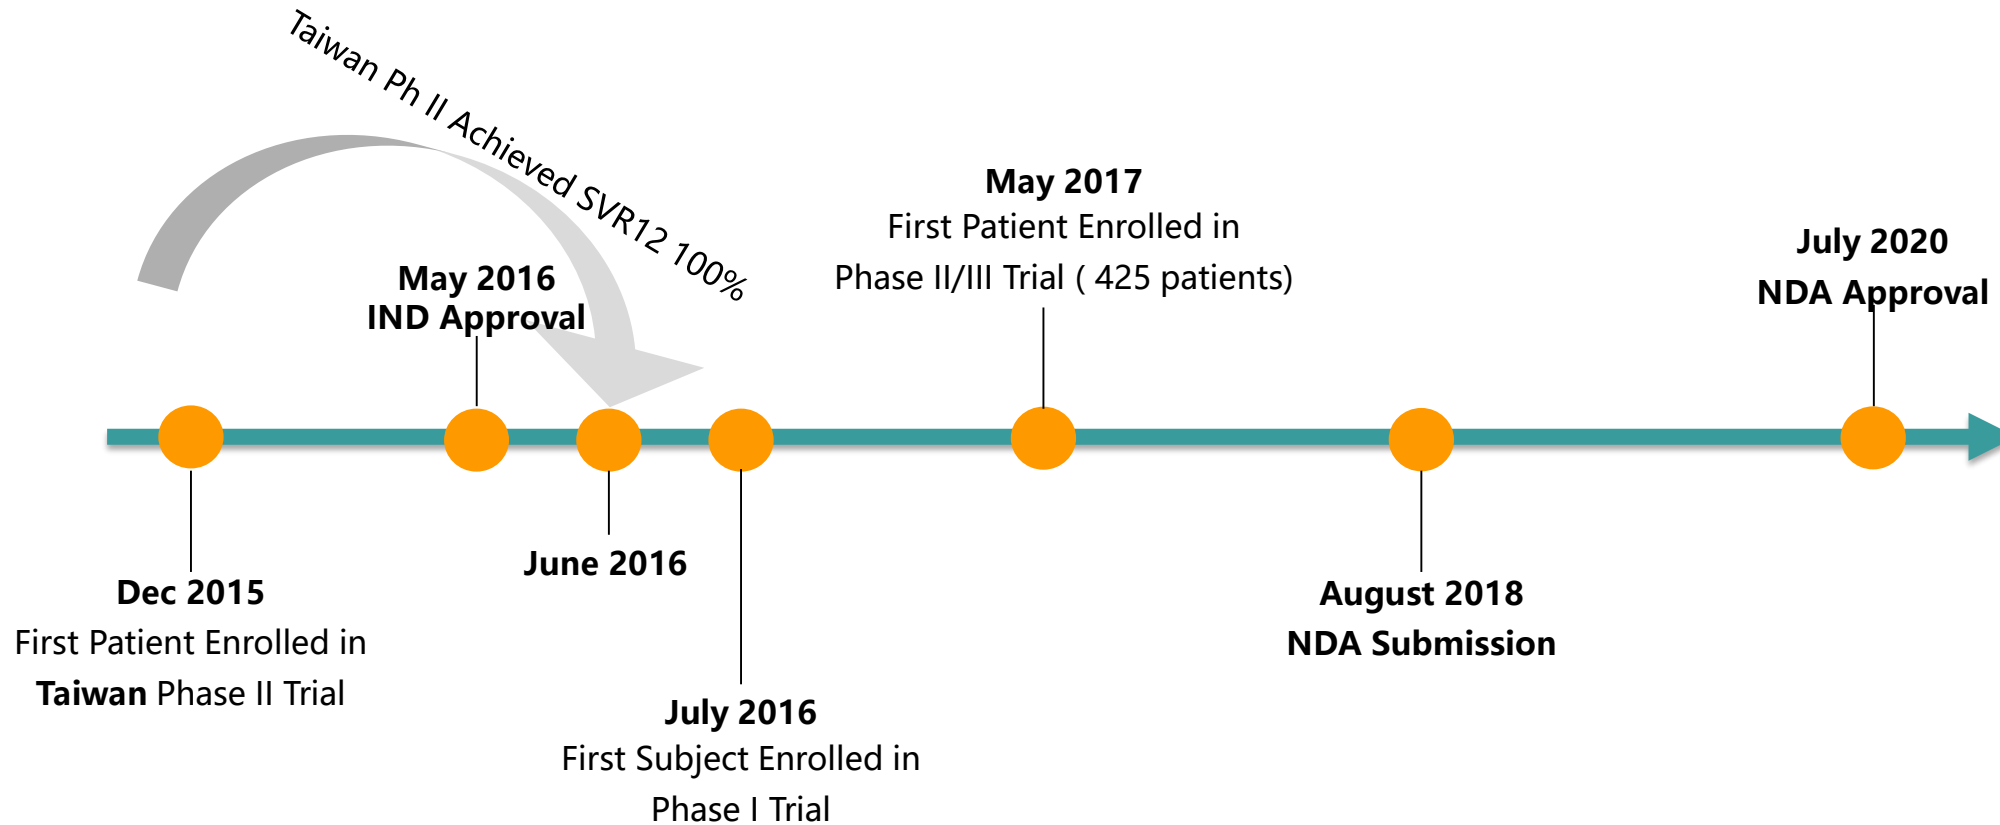 Taiwan Ph II Achieved SVR12 100%
May 2016
IND Approval
May 2017
First Patient Enrolled in
Phase II/III Trial ( 425 patients)
July 2020
NDA Approval
Dec 2015
First Patient Enrolled in
Taiwan Phase II Trial
June 2016
July 2016
First Subject Enrolled in
Phase I Trial
August 2018
NDA Submission